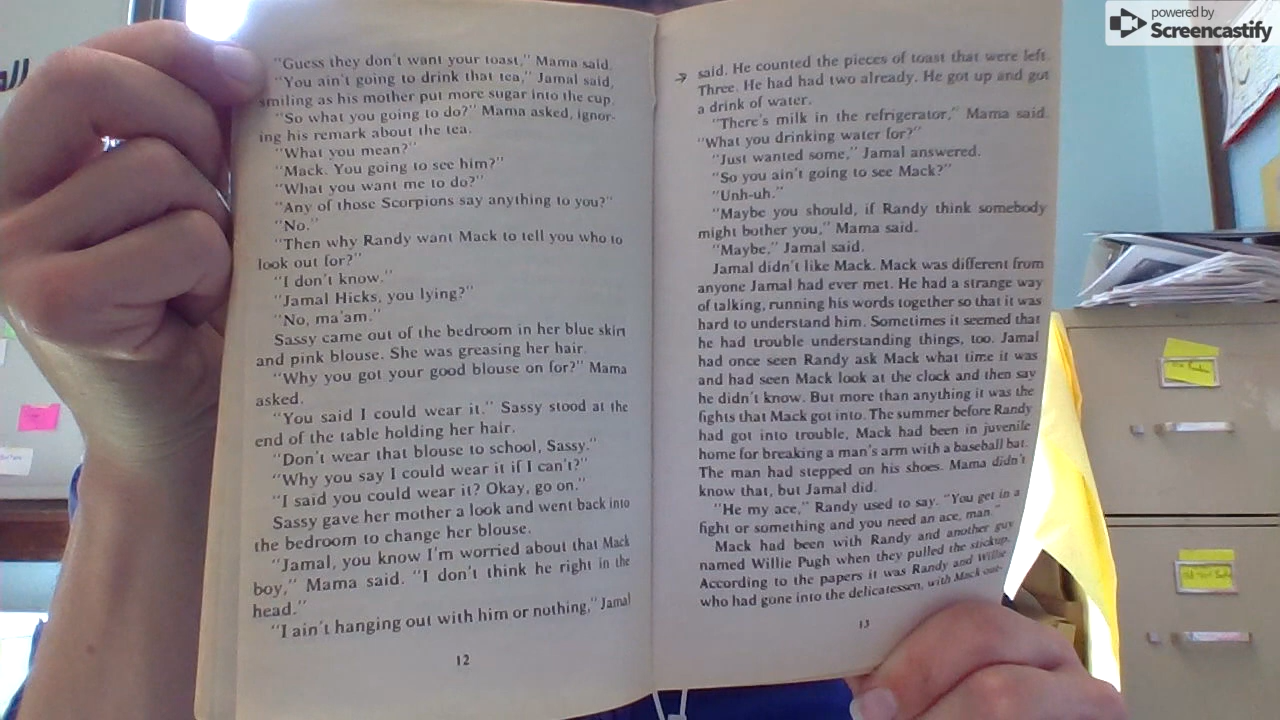 powered by
Screencastify
"Guess they don't want your toast," Mama said.
"You ain't going to drink that tea," Jamal said,
smiling as his mother put more sugar into the cup.
"So what you going to do?" Mama asked, ignor-
ing his remark about the tea.
"What you mean?"
"Mack. You going to see him?"
"What you want me to do?"
"Any of those Scorpions say anything to you?"
"No."
"Then why Randy want Mack to tell you who to
look out for?"
"I don't know."
"Jamal Hicks, you lying?"
"No, ma'am."
Sassy came out of the bedroom in her blue skirt
and pink blouse. She was greasing her hair.
"Why you got your good blouse on for?" Mama
asked.
"You said I could wear it." Sassy stood at the
end of the table holding her hair.
"Don't wear that blouse to school, Sassy."
"Why you say I could wear it if I can't?"
"I said you could wear it? Okay, go on."
Sassy gave her mother a look and went back into
the bedroom to change her blouse.
"Jamal, you know I'm worried about that Mack
boy," Mama said. "I don't think he right in the
head."
"I ain't hanging out with him or nothing," Jamal
12
said. He counted the pieces of toast that were left.
Three. He had had two already. He got up and got
a drink of water.
"There's milk in the refrigerator," Mama said.
"What you drinking water for?"
"Just wanted some," Jamal answered.
"So you ain't going to see Mack?"
"Unh-uh."
"Maybe you should, if Randy think somebody
might bother you," Mama said.
"Maybe," Jamal said.
Jamal didn't like Mack. Mack was different from
anyone Jamal had ever met. He had a strange way
of talking, running his words together so that it was
hard to understand him. Sometimes it seemed that
he had trouble understanding things, too. Jamal
had once seen Randy ask Mack what time it was
and had seen Mack look at the clock and then say
he didn't know. But more than anything it was the
fights that Mack got into. The summer before Randy
had got into trouble, Mack had been in juvenile
home for breaking a man's arm with a baseball bat.
The man had stepped on his shoes. Mama didn't
know that, but Jamal did.
"He my ace," Randy used to say. "You get in a
fight or something and you need an ace, man."
Mack had been with Randy and another guy
named Willie Pugh when they pulled the stickup.
According to the papers it was Randy and Willie
who had gone into the delicatessen, with Mack out-
13